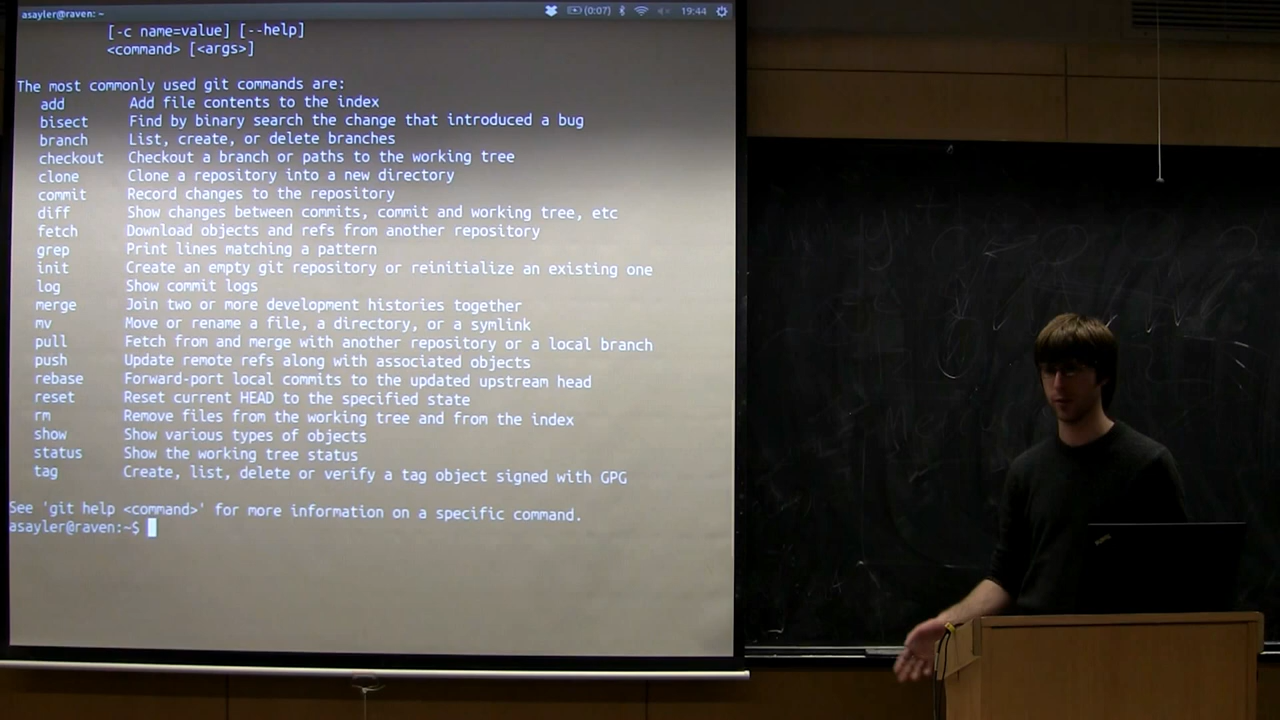 asayler@raven: ~
(0:07)
19:44
[-c name=value] [--help]
<command> [<args>]
The most commonly used git commands are:
add Add file contents to the index
bisect Find by binary search the change that introduced a bug
branch List, create, or delete branches
checkout Checkout a branch or paths to the working tree
clone Clone a repository into a new directory
commit Record changes to the repository
diff Show changes between commits, commit and working tree, etc
fetch Download objects and refs from another repository
grep Print lines matching a pattern
init Create an empty git repository or reinitialize an existing one
log Show commit logs
merge Join two or more development histories together
mv Move or rename a file, a directory, or a symlink
pull Fetch from and merge with another repository or a local branch
push Update remote refs along with associated objects
rebase Forward-port local commits to the updated upstream head
reset Reset current HEAD to the specified state
rm Remove files from the working tree and from the index
show Show various types of objects
status Show the working tree status
tag Create, list, delete or verify a tag object signed with GPG
See 'git help <command>' for more information on a specific command.
asayler@raven:~$